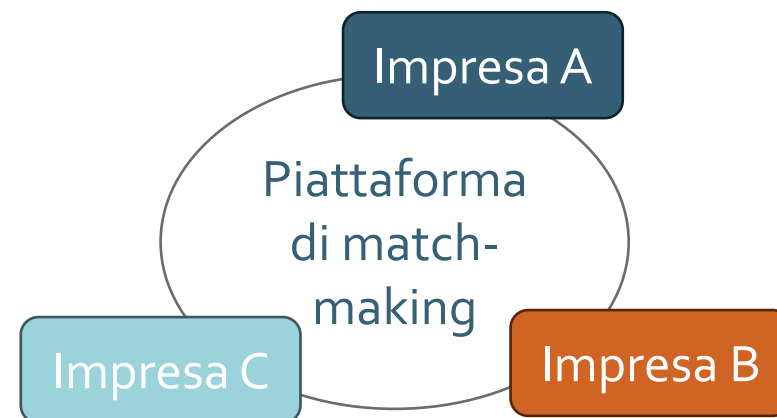 Impresa A
Piattaforma
di match-
making
Impresa C
Impresa B